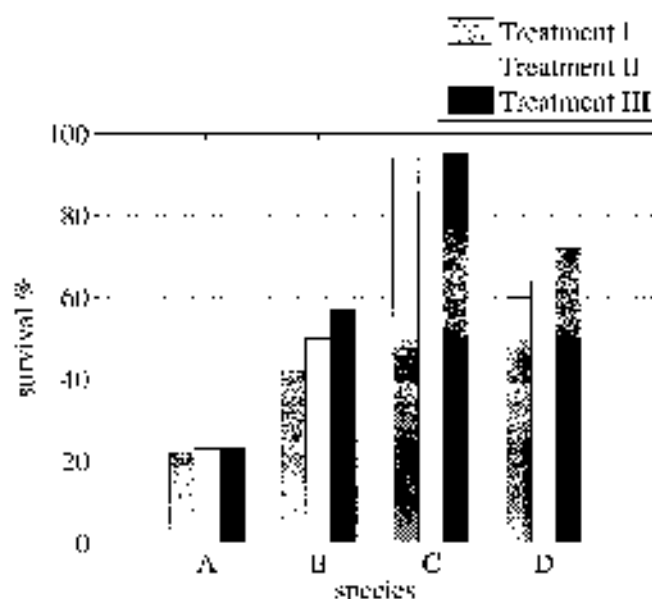 Treatment I
Treatment II
Treatment III
100
80
60
40
20
0
survival %
A B C D
species